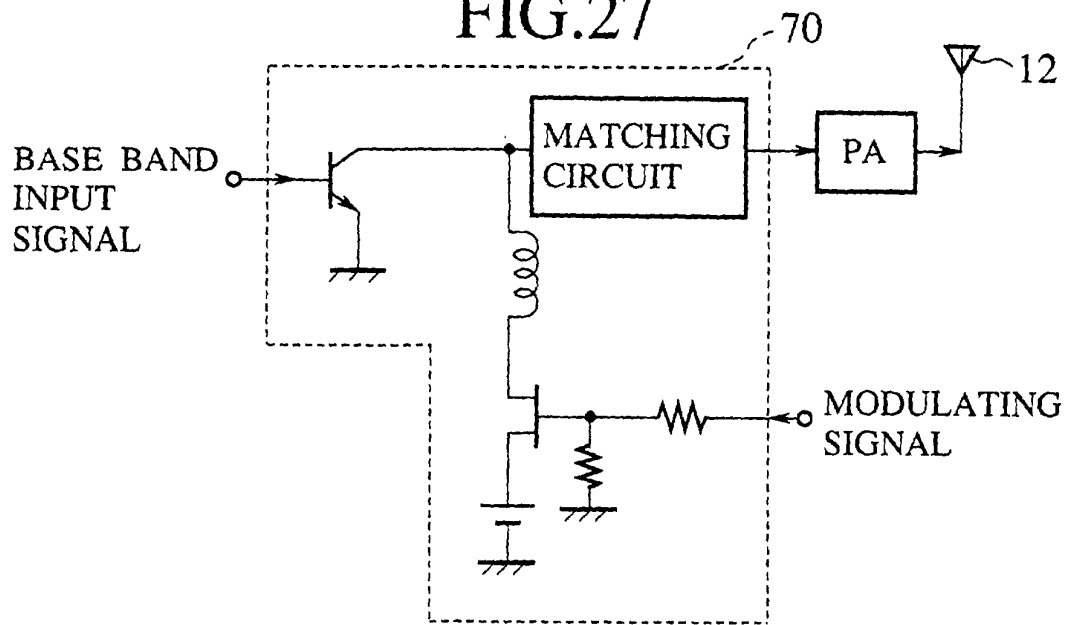 FIG.27
70
12
BASE BAND
INPUT
SIGNAL
MATCHING
CIRCUIT
PA
MODULATING
SIGNAL